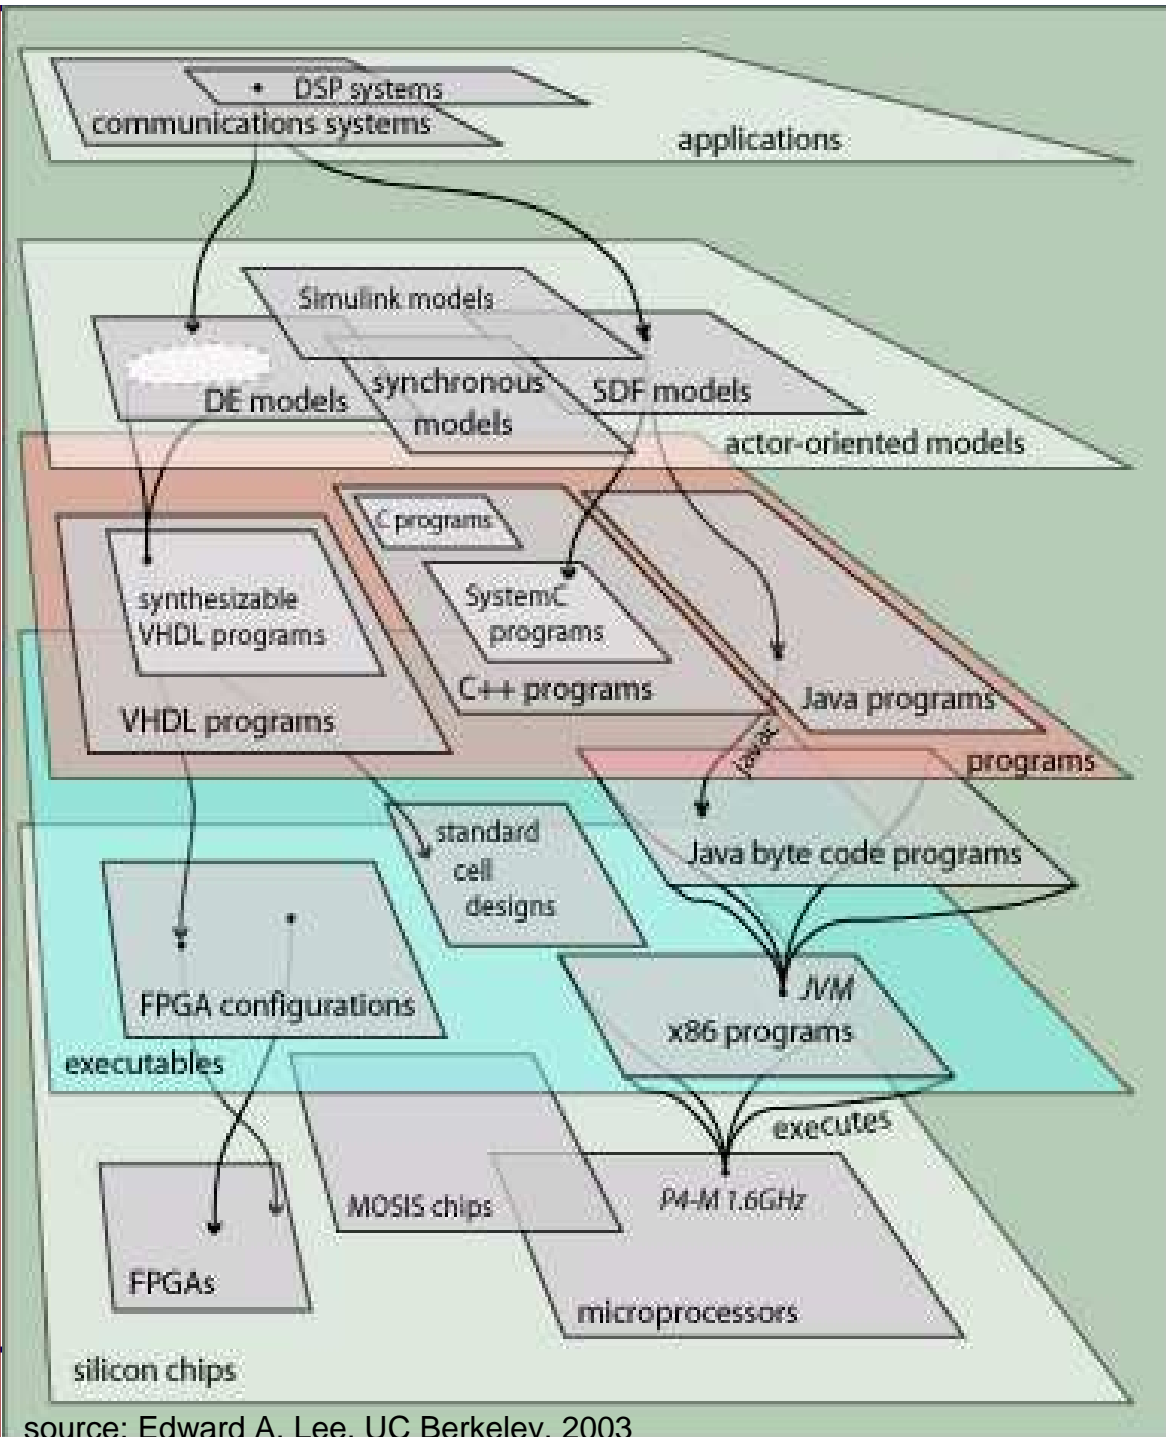 DSP systems
communications systems
applications
Simulink models
synchronous
models
DE models
SDF models
actor-oriented models
C programs
synthesizable
VHDL programs
SystemC
programs
C++ programs
VHDL programs
Java programs
programs
javac
standard
cell
designs
Java byte code programs
FPGA configurations
JVM
x86 programs
executables
executes
MOSIS chips
P4-M 1.6GHz
FPGAs
microprocessors
silicon chips
source: Edward A. Lee, UC Berkeley, 2003